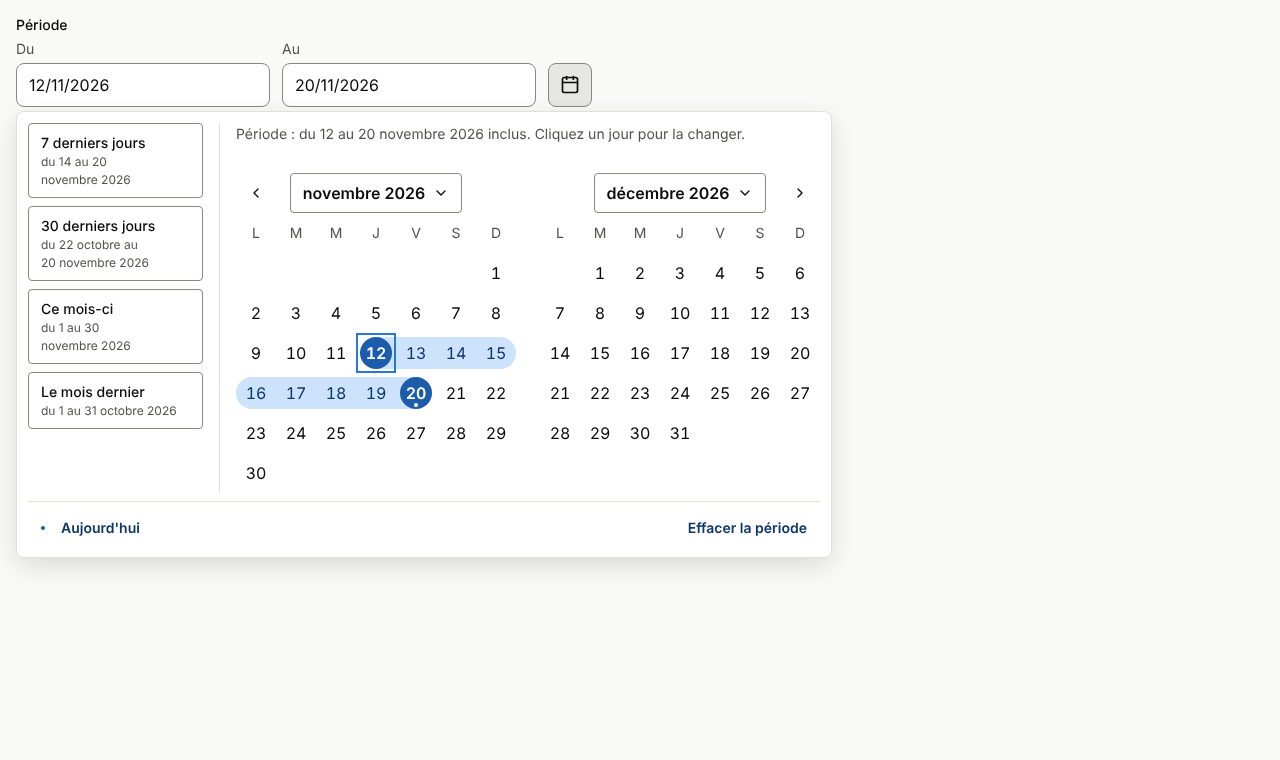 Période
Du
Au
12/11/2026
20/11/2026
7 derniers jours
du 14 au 20
novembre 2026
30 derniers jours
du 22 octobre au
20 novembre 2026
Ce mois-ci
du 1 au 30
novembre 2026
Le mois dernier
du 1 au 31 octobre 2026
Période : du 12 au 20 novembre 2026 inclus. Cliquez un jour pour la changer.
novembre 2026
L M M J V S D
1
2 3 4 5 6 7 8
9 10 11 12 13 14 15
16 17 18 19 20 21 22
23 24 25 26 27 28 29
30
décembre 2026
L M M J V S D
1 2 3 4 5 6
7 8 9 10 11 12 13
14 15 16 17 18 19 20
21 22 23 24 25 26 27
28 29 30 31
Aujourd'hui
Effacer la période